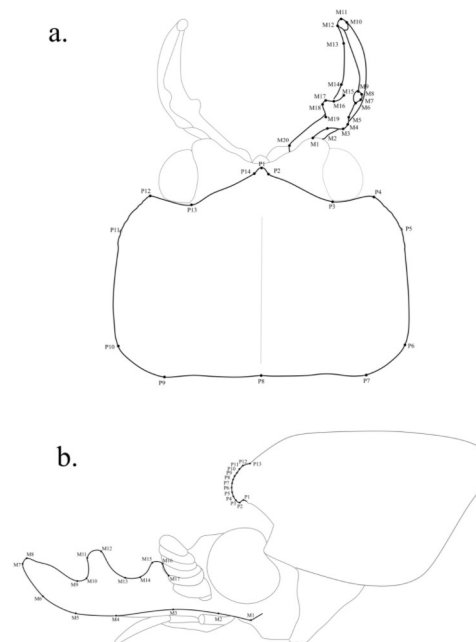 a.
M11
M12 M10
M13
M14
M15 M9
M17 M8
M16 M7
M18 M6
M19 M5
M4
M3
M20 M1 M2
P1
P14 P2
P12 P4
P13 P3
P11 P5
P10 P6
P9 P8 P7
b.
P12 P13
P11
P10
P9
P8
P7
P6
P5
P4 P1
P3
P2
M11 M12
M8 M15 M16
M7
M9 M10 M13 M14 M17
M6
M5 M4 M3 M2 M1